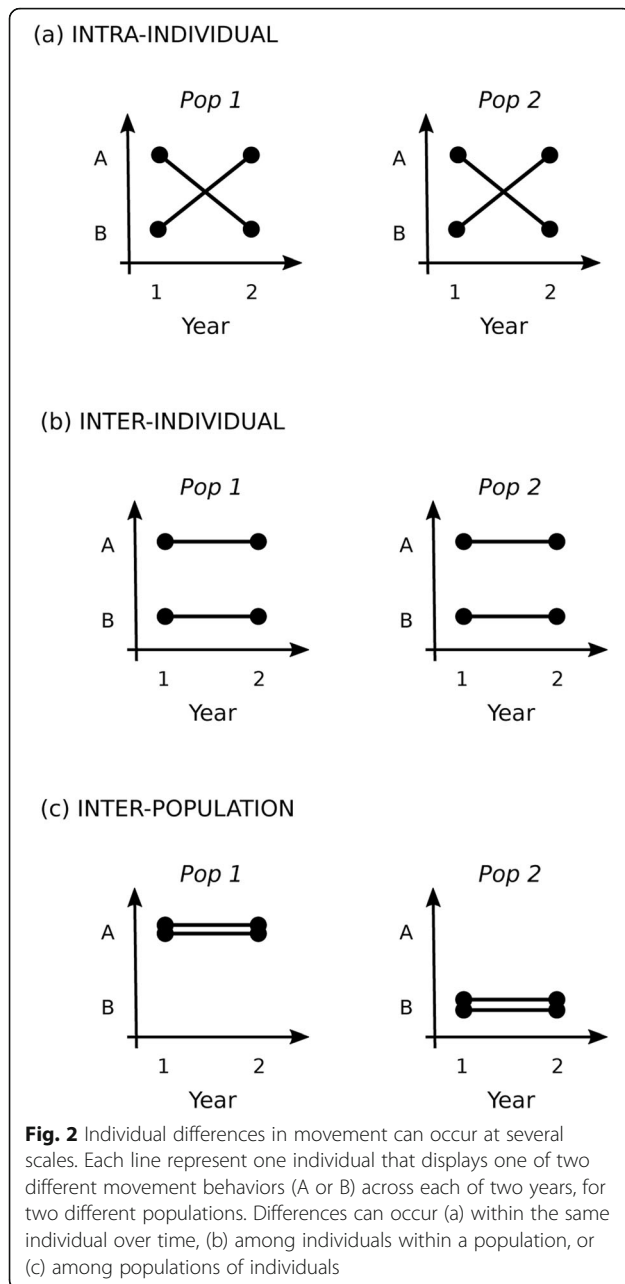 (a) INTRA-INDIVIDUAL
Pop 1
Pop 2
A
A
B
B
1 2
1 2
Year
Year
(b) INTER-INDIVIDUAL
Pop 1
Pop 2
A
A
B
B
1 2
1 2
Year
Year
(c) INTER-POPULATION
Pop 1
Pop 2
A
A
B
B
1 2
1 2
Year
Year
Fig. 2 Individual differences in movement can occur at several
scales. Each line represent one individual that displays one of two
different movement behaviors (A or B) across each of two years, for
two different populations. Differences can occur (a) within the same
individual over time, (b) among individuals within a population, or
(c) among populations of individuals